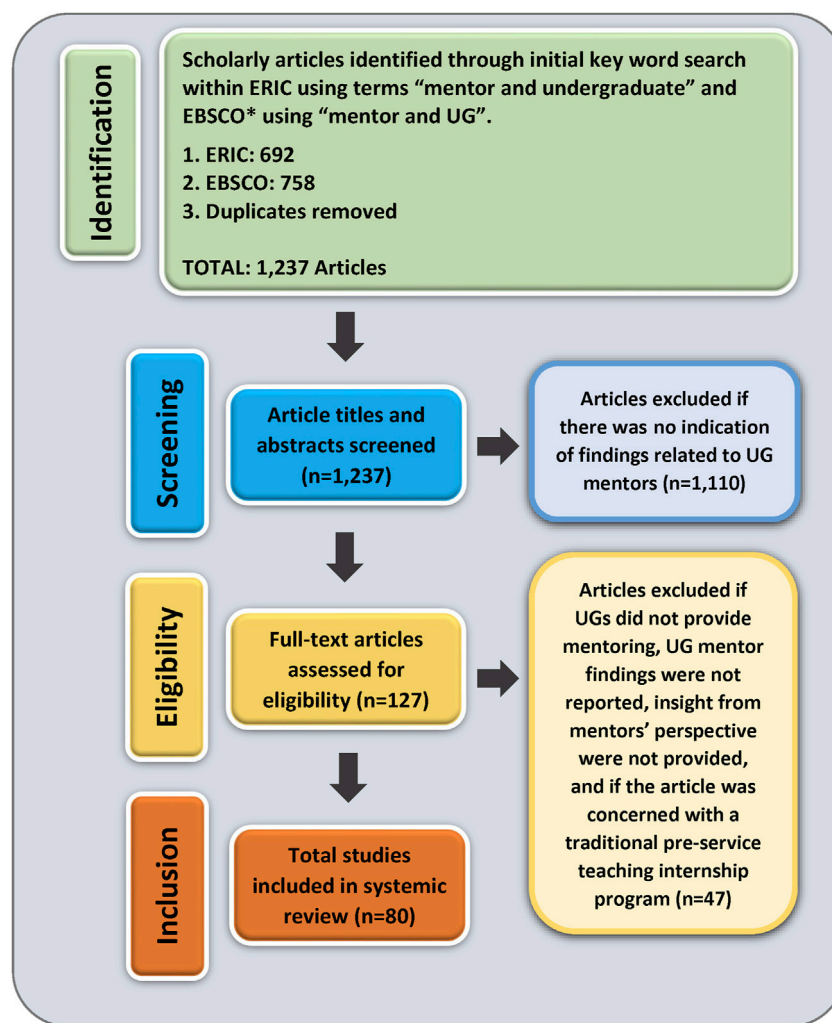 Identification
Scholarly articles identified through initial key word search
within ERIC using terms “mentor and undergraduate” and
EBSCO* using “mentor and UG”.
1. ERIC: 692
2. EBSCO: 758
3. Duplicates removed
TOTAL: 1,237 Articles
Screening
Article titles and
abstracts screened
(n=1,237)
Articles excluded if
there was no indication
of findings related to UG
mentors (n=1,110)
Eligibility
Full-text articles
assessed for
eligibility (n=127)
Articles excluded if
UGs did not provide
mentoring, UG mentor
findings were not
reported, insight from
mentors’ perspective
were not provided,
and if the article was
concerned with a
traditional pre-service
teaching internship
program (n=47)
Inclusion
Total studies
included in systemic
review (n=80)